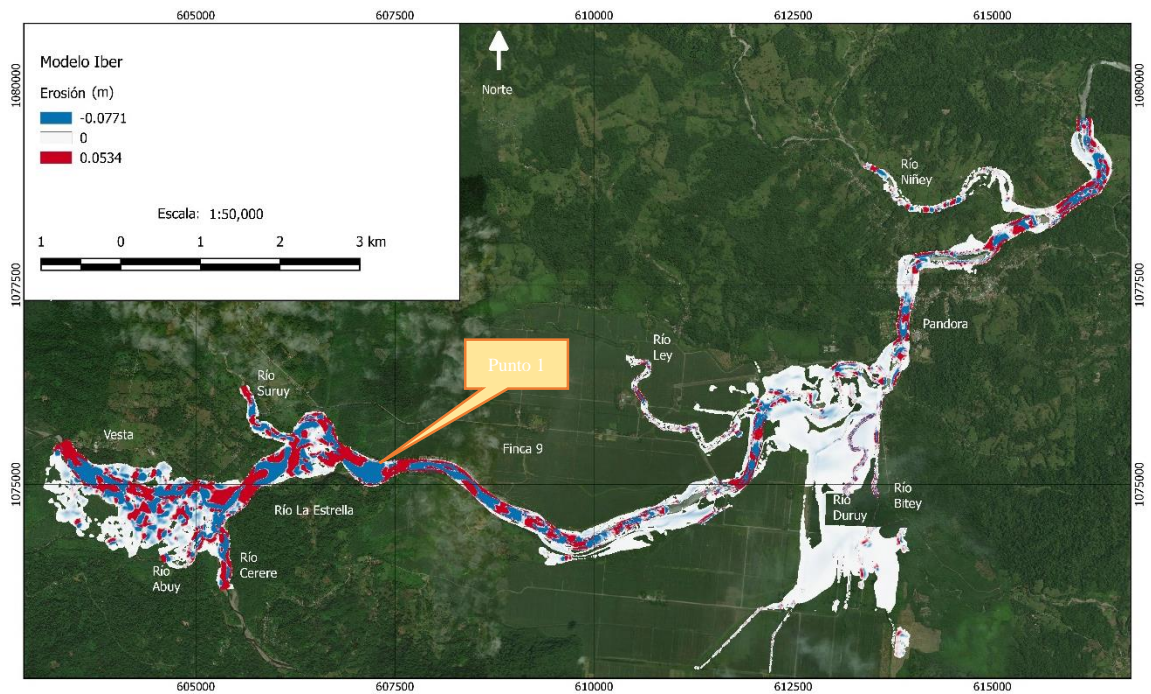 605000 607500 610000 612500 615000
Modelo Iber
Erosión (m)
-0.0771
0
0.0534
Escala: 1:50,000
1 0 1 2 3 km
Norte
1080000
1080000
1077500
1077500
1075000
1075000
Río
Niñey
Pandora
Río
Ley
Punto 1
Río
Suruy
Vesta
Finca 9
Río La Estrella
Río
Bitey
Río
Duruy
Río
Cerere
Río
Abuy
605000 607500 610000 612500 615000